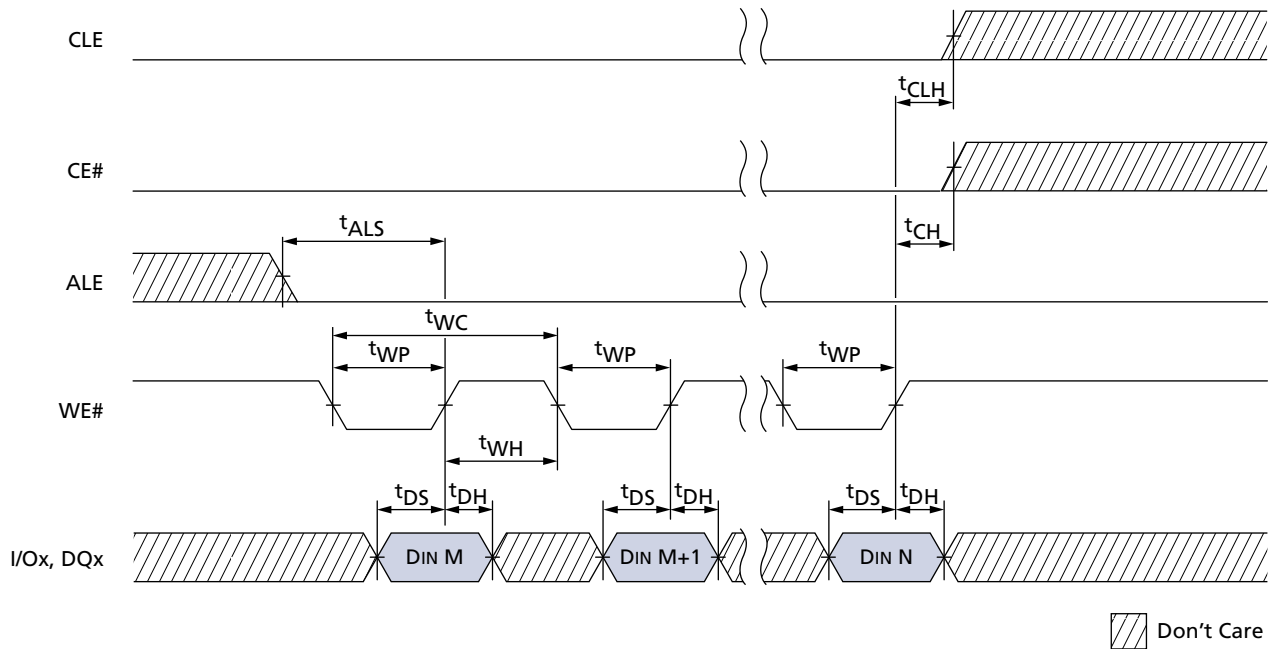 CLE
tCLH
CE#
tCH
tALS
ALE
tWC
tWP
tWP
tWP
WE#
tWH
tDS
tDH
tDS
tDH
tDS
tDH
I/Ox, DQx
DIN M
DIN M+1
DIN N
Don't Care